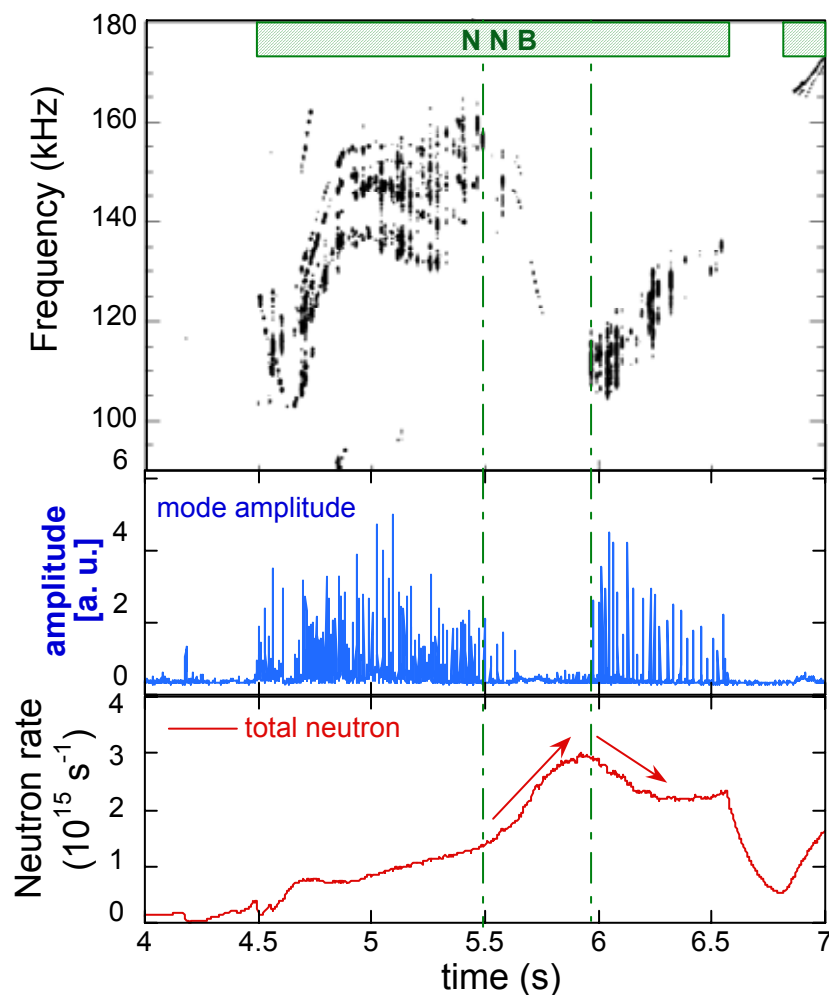 N N B
180
160
140
120
100
6
Frequency (kHz)
mode amplitude
4
2
0
amplitude
[a. u.]
total neutron
4
3
2
1
0
Neutron rate
(10¹⁵ s⁻¹)
4 4.5 5 5.5 6 6.5 7
time (s)